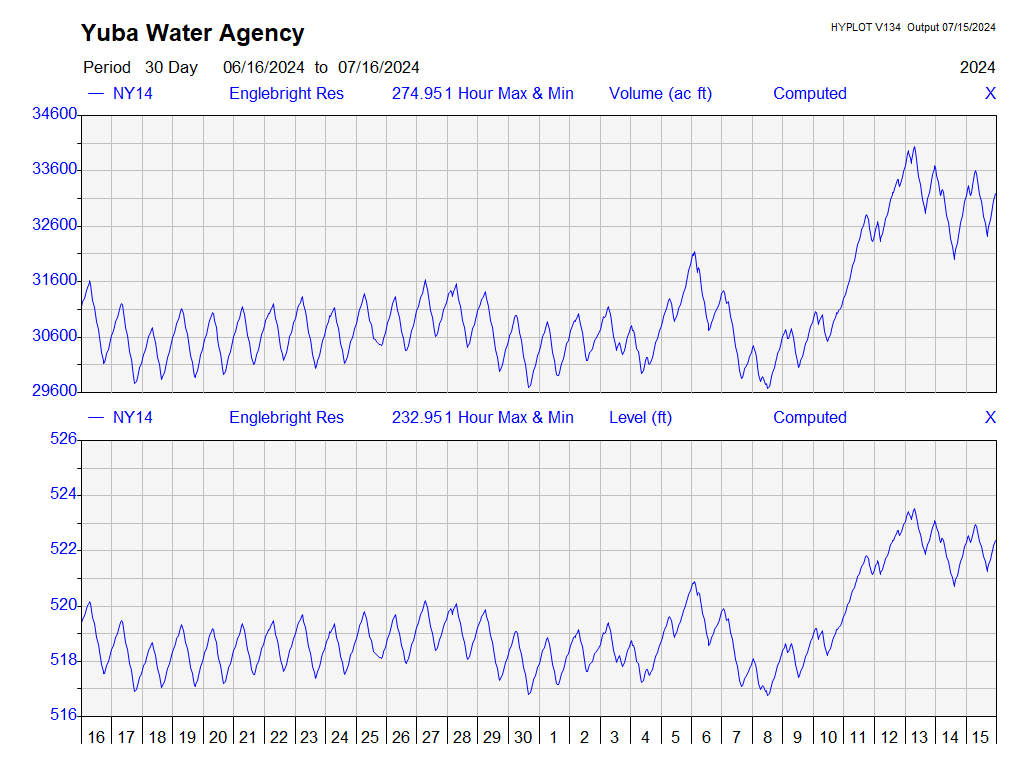 Yuba Water Agency
HYPLOT V134 Output 07/15/2024
Period 30 Day 06/16/2024 to 07/16/2024 2024
— NY14 Englebright Res 274.951 Hour Max & Min Volume (ac ft) Computed X
34600
33600
32600
31600
30600
29600
— NY14 Englebright Res 232.951 Hour Max & Min Level (ft) Computed X
526
524
522
520
518
516
16 17 18 19 20 21 22 23 24 25 26 27 28 29 30 1 2 3 4 5 6 7 8 9 10 11 12 13 14 15